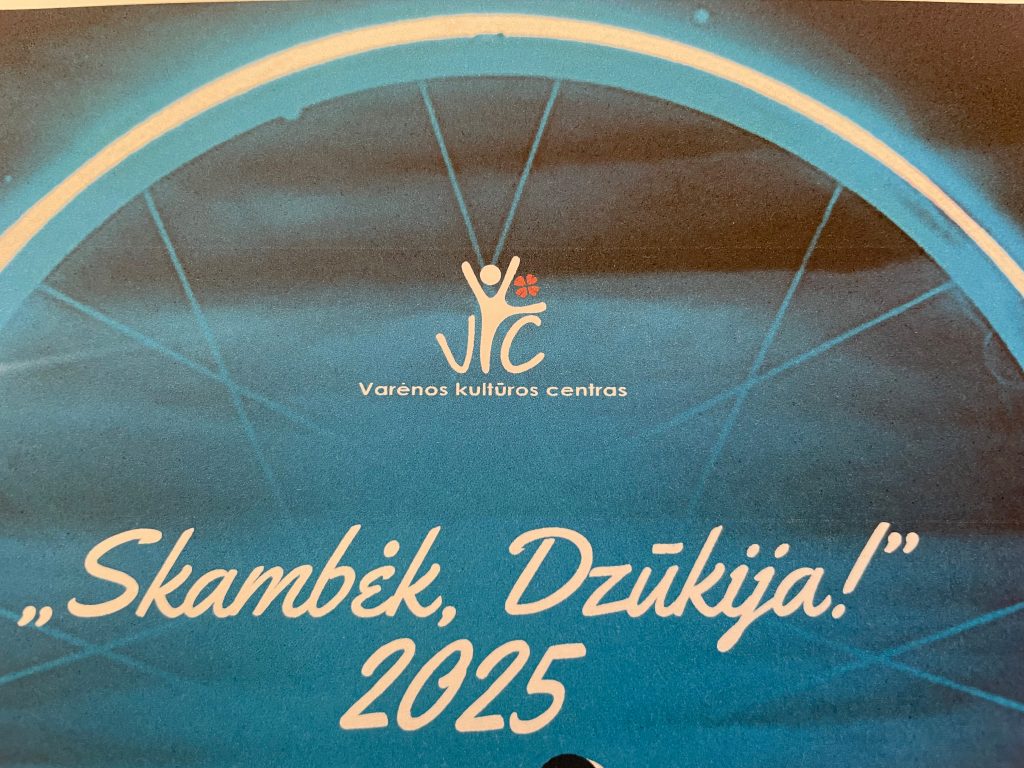 VKC
Varėnos kultūros centras
„Skambėk, Dzūkija!”
2025